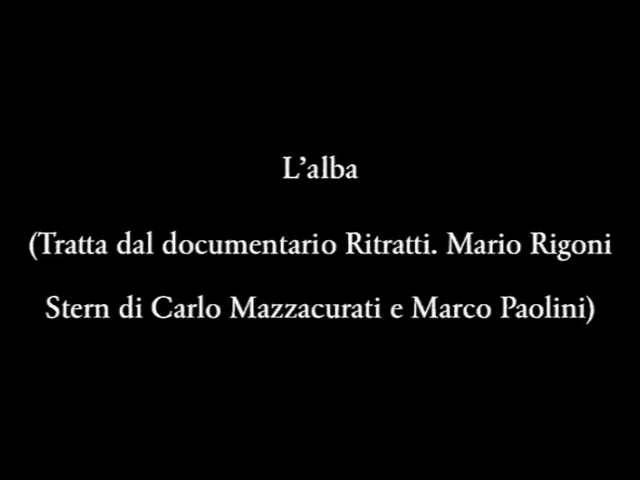 L’alba
(Tratta dal documentario Ritratti. Mario Rigoni
Stern di Carlo Mazzacurati e Marco Paolini)